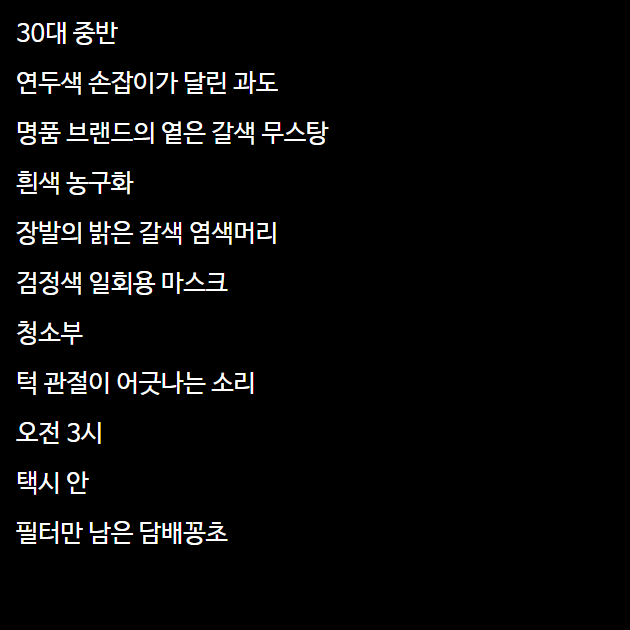 30대 중반
연두색 손잡이가 달린 과도
명품 브랜드의 옅은 갈색 무스탕
흰색 농구화
장발의 밝은 갈색 염색머리
검정색 일회용 마스크
청소부
턱 관절이 어긋나는 소리
오전 3시
택시 안
필터만 남은 담배꽁초